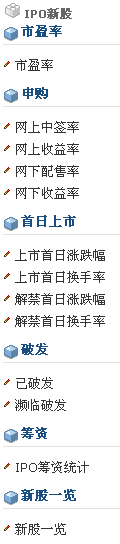 IPO新股
市盈率
市盈率
申购
网上中签率
网上收益率
网下配售率
网下收益率
首日上市
上市首日涨跌幅
上市首日换手率
解禁首日涨跌幅
解禁首日换手率
破发
已破发
濒临破发
筹资
IPO筹资统计
新股一览
新股一览